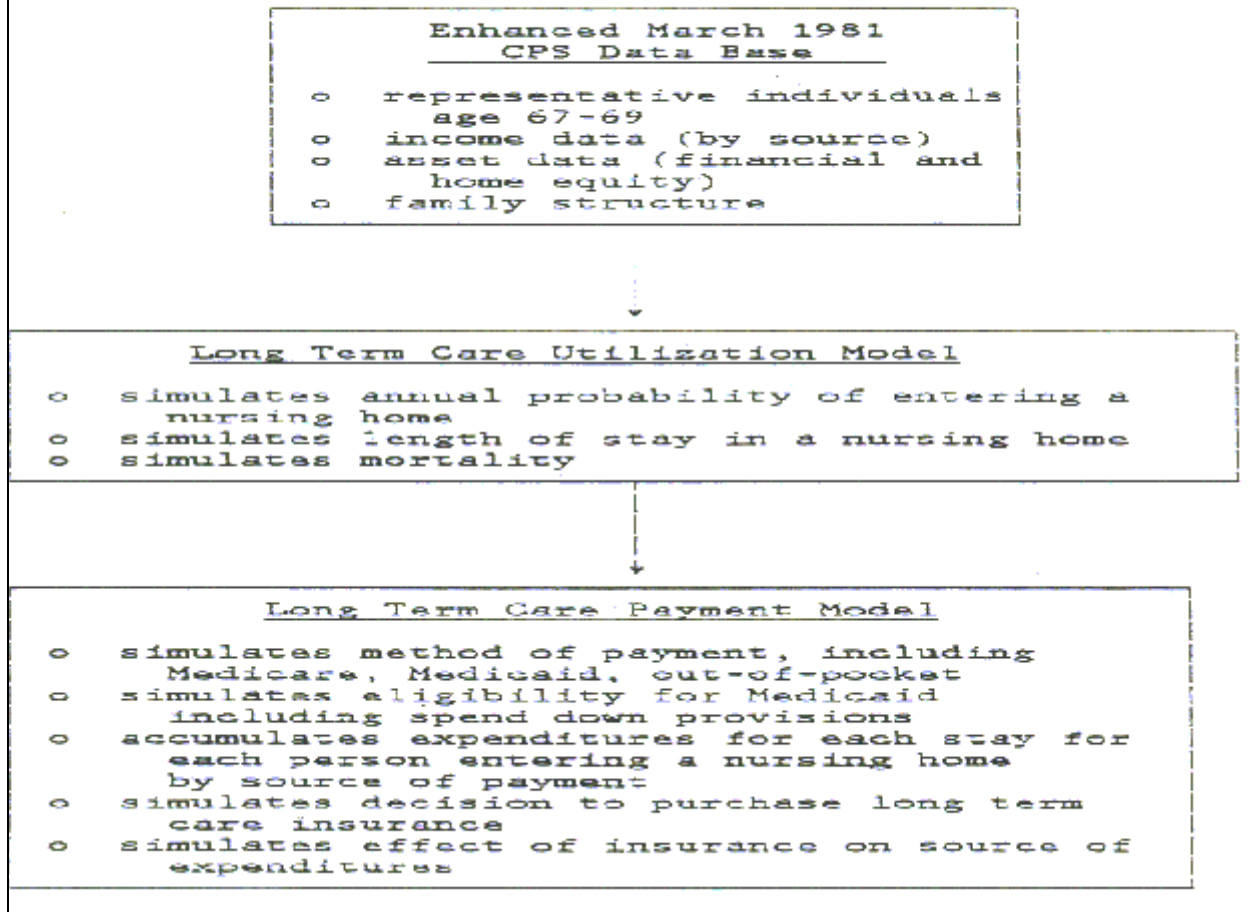 Enhanced March 1981
CPS Data Base
o representative individuals
age 67-69
o income data (by source)
o asset data (financial and
home equity)
o family structure
Long Term Care Utilization Model
o simulates annual probability of entering a
nursing home
o simulates length of stay in a nursing home
o simulates mortality
Long Term Care Payment Model
o simulates method of payment, including
Medicare, Medicaid, out-of-pocket
o simulates eligibility for Medicaid
including spend down provisions
o accumulates expenditures for each stay for
each person entering a nursing home
by source of payment
o simulates decision to purchase long term
care insurance
o simulates effect of insurance on source of
expenditures